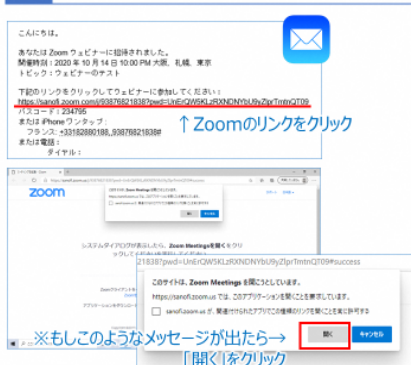 こんにちは。
あなたは Zoom ウェビナーに招待されました。
開催時刻：2020 年 10 月 14 日 10:00 PM 大阪、札幌、東京
トピック：ウェビナーのテスト
下記のリンクをクリックしてウェビナーに参加してください：
https://sanofi.zoom.com/j/93876821838?pwd=UnErQW5KLzRXNDNYbU9yZlprTmtnQT09
パスコード：234795
または iPhone ワンタップ：
フランス: +33182880188,,93876821838#
または電話：
ダイヤル：
↑Zoomのリンクをクリック
zoom
システムダイアログが表示したら、Zoom Meetingsを開くをクリ
ックしてください
21838?pwd=UnErQW5KLzRXNDNYbU9yZlprTmtnQT09#success
このサイトは、Zoom Meetings を開こうとしています。
https://sanofi.zoom.us では、このアプリケーションを開くことを要求しています。
sanofi.zoom.us が、関連付けられたアプリでこの種類のリンクを開くことを常に許可する
開く キャンセル
※もしこのようなメッセージが出たら→
「開く」をクリック